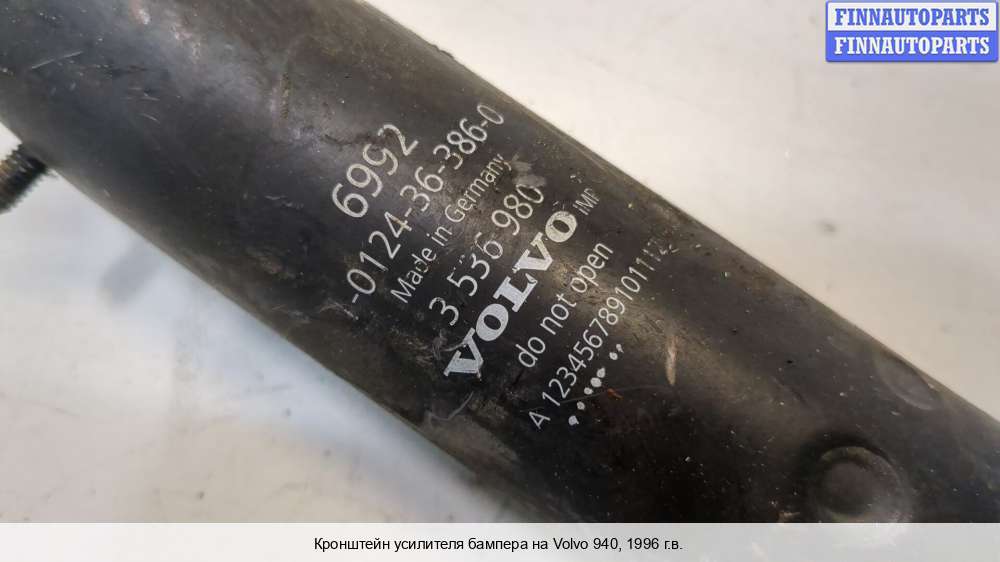 FINNAUTOPARTS
FINNAUTOPARTS
6992
-0124-36-386-0
Made in Germany
3 536 980
VOLVO
iMP
do not open
A 123456789101112
Кронштейн усилителя бампера на Volvo 940, 1996 г.в.